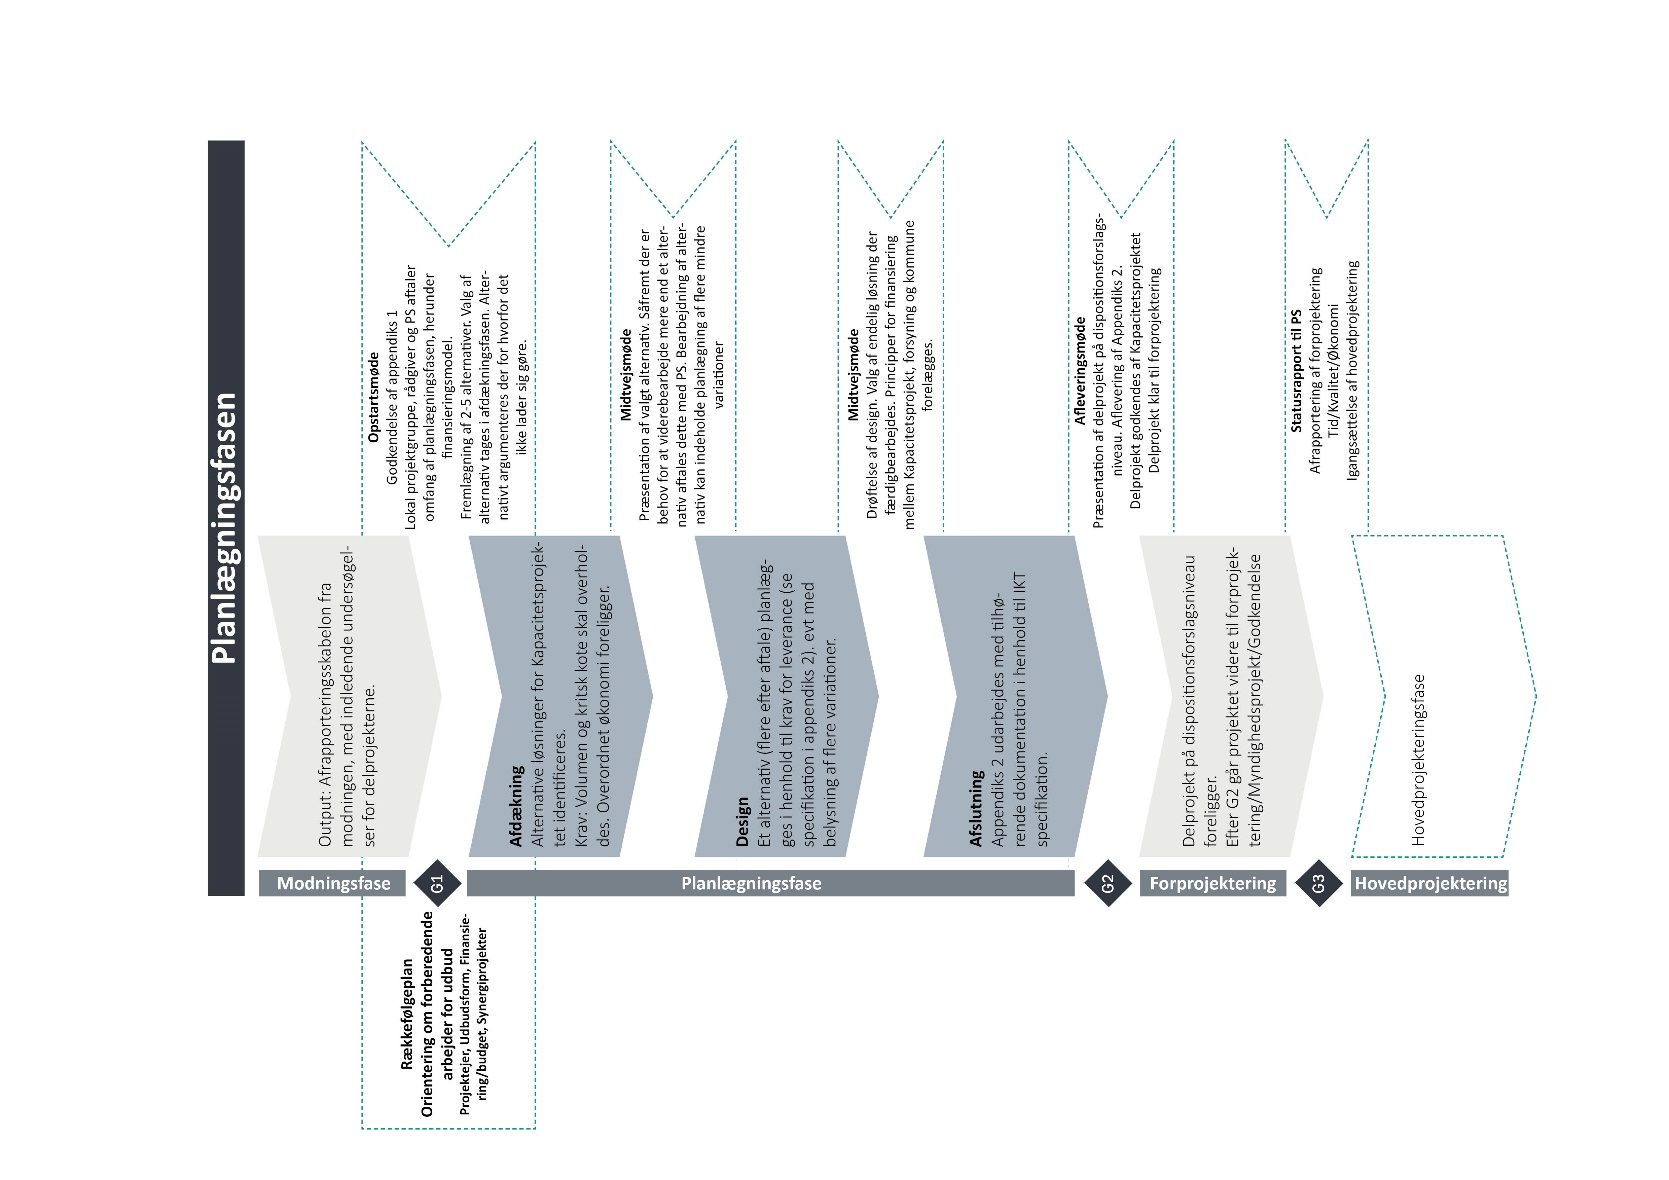 Planlægningsfasen
Opstartsmøde
Godkendelse af appendiks 1
Lokal projektgruppe, rådgiver og PS aftaler
omfang af planlægningsfasen, herunder
finansieringsmodel.
Fremlægning af 2-5 alternativer. Valg af
alternativ tages i afdækningsfasen. Alter-
nativt argumenteres der for hvorfor det
ikke lader sig gøre.
Midtvejsmøde
Præsentation af valgt alternativ. Såfremt der er
behov for at viderebearbejde mere end et alter-
nativ aftales dette med PS. Bearbejdning af alter-
nativ kan indeholde planlægning af flere mindre
variationer
Midtvejsmøde
Drøftelse af design. Valg af endelig løsning der
færdigbearbejdes. Principper for finansiering
mellem Kapacitetsprojekt, forsyning og kommune
forelægges.
Afleveringsmøde
Præsentation af delprojekt på dispositionsforslags-
niveau. Aflevering af Appendiks 2.
Delprojekt godkendes af Kapacitetsprojektet
Delprojekt klar til forprojektering
Statusrapport til PS
Afrapportering af forprojektering
Tid/Kvalitet/Økonomi
Igangsættelse af hovedprojektering
Output: Afrapporteringsskabelon fra
modningen, med indledende undersøgel-
ser for delprojekterne.
Afdækning
Alternative løsninger for Kapacitetsprojek-
tet identificeres.
Krav: Volumen og kritsk kote skal overhol-
des. Overordnet økonomi foreligger.
Design
Et alternativ (flere efter aftale) planlæg-
ges i henhold til krav for leverance (se
specifikation i appendiks 2). evt med
belysning af flere variationer.
Afslutning
Appendiks 2 udarbejdes med tilhø-
rende dokumentation i henhold til IKT
specifikation.
Delprojekt på dispositionsforslagsniveau
foreligger.
Efter G2 går projektet videre til forprojek-
tering/Myndighedsprojekt/Godkendelse
Hovedprojekteringsfase
Modningsfase
G1
Planlægningsfase
G2
Forprojektering
G3
Hovedprojektering
Rækkefølgeplan
Orientering om forberedende
arbejder for udbud
Projektejer, Udbudsform, Finansie-
ring/budget, Synergiprojekter